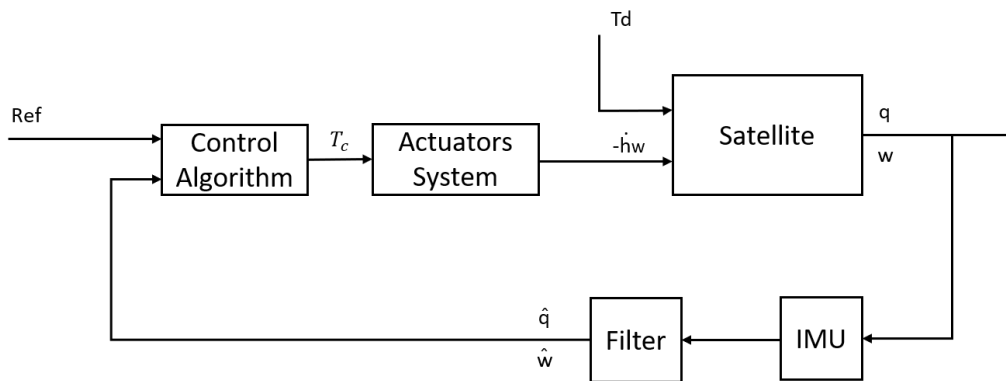 Td
Ref
Control
Algorithm
T_c
Actuators
System
-ḣw
Satellite
q
w
q̂
ŵ
Filter
IMU